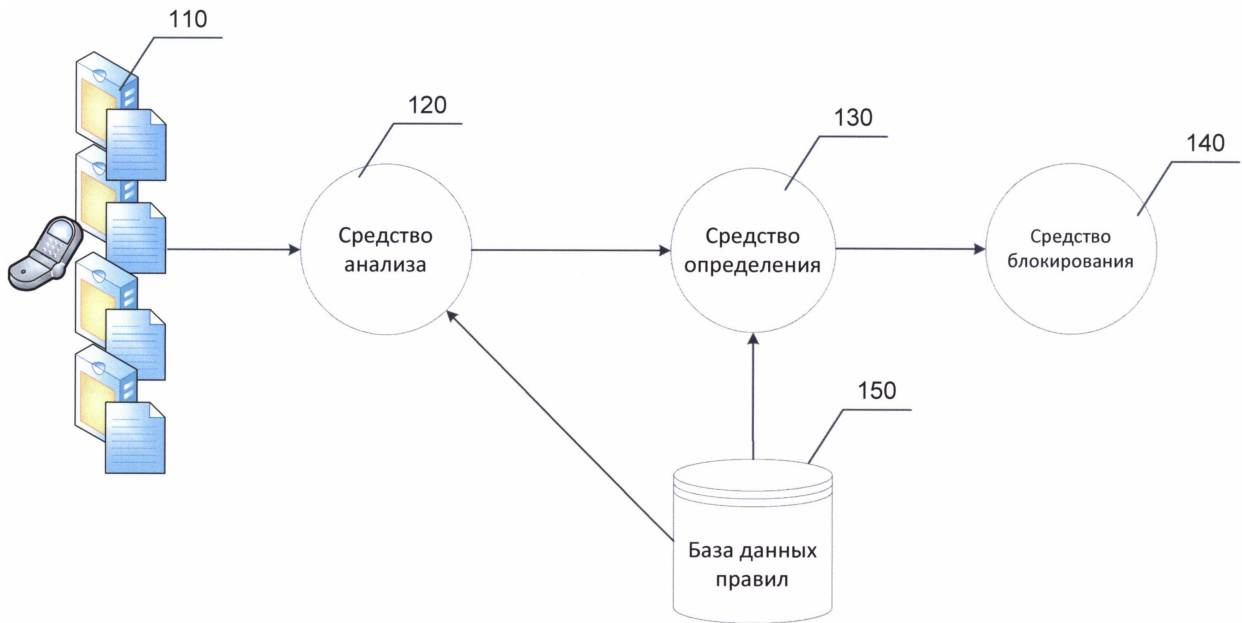 110
120
130
140
Средство
анализа
Средство
определения
Средство
блокирования
150
База данных
правил